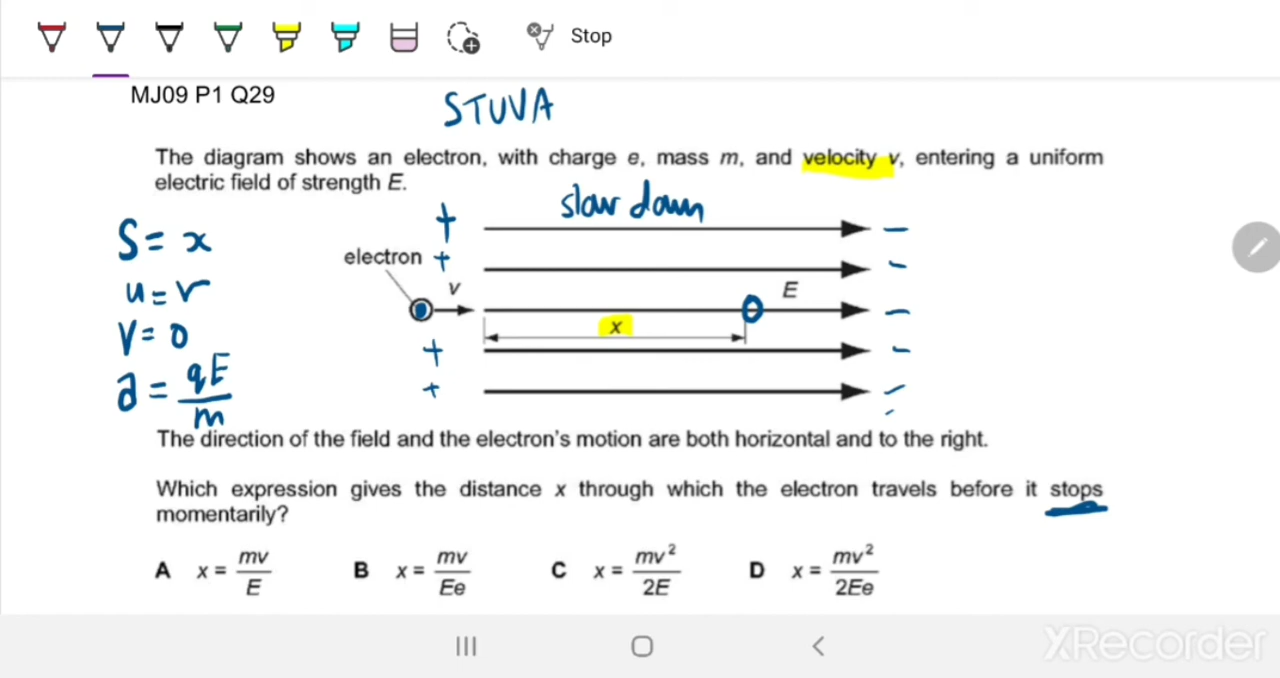 Stop
MJ09 P1 Q29
STUVA
The diagram shows an electron, with charge e, mass m, and velocity v, entering a uniform
electric field of strength E.
slow down
S = x
u = v
V = 0
a = qE/m
electron
+
+
+
+
v
x
E
−
−
−
−
−
The direction of the field and the electron's motion are both horizontal and to the right.
Which expression gives the distance x through which the electron travels before it stops
momentarily?
A x = mv/E B x = mv/Ee C x = mv²/2E D x = mv²/2Ee
XRecorder